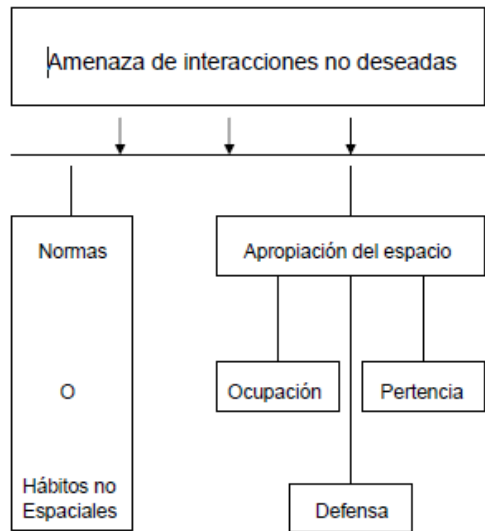 Amenaza de interacciones no deseadas
Normas
O
Hábitos no
Espaciales
Apropiación del espacio
Ocupación
Pertencia
Defensa